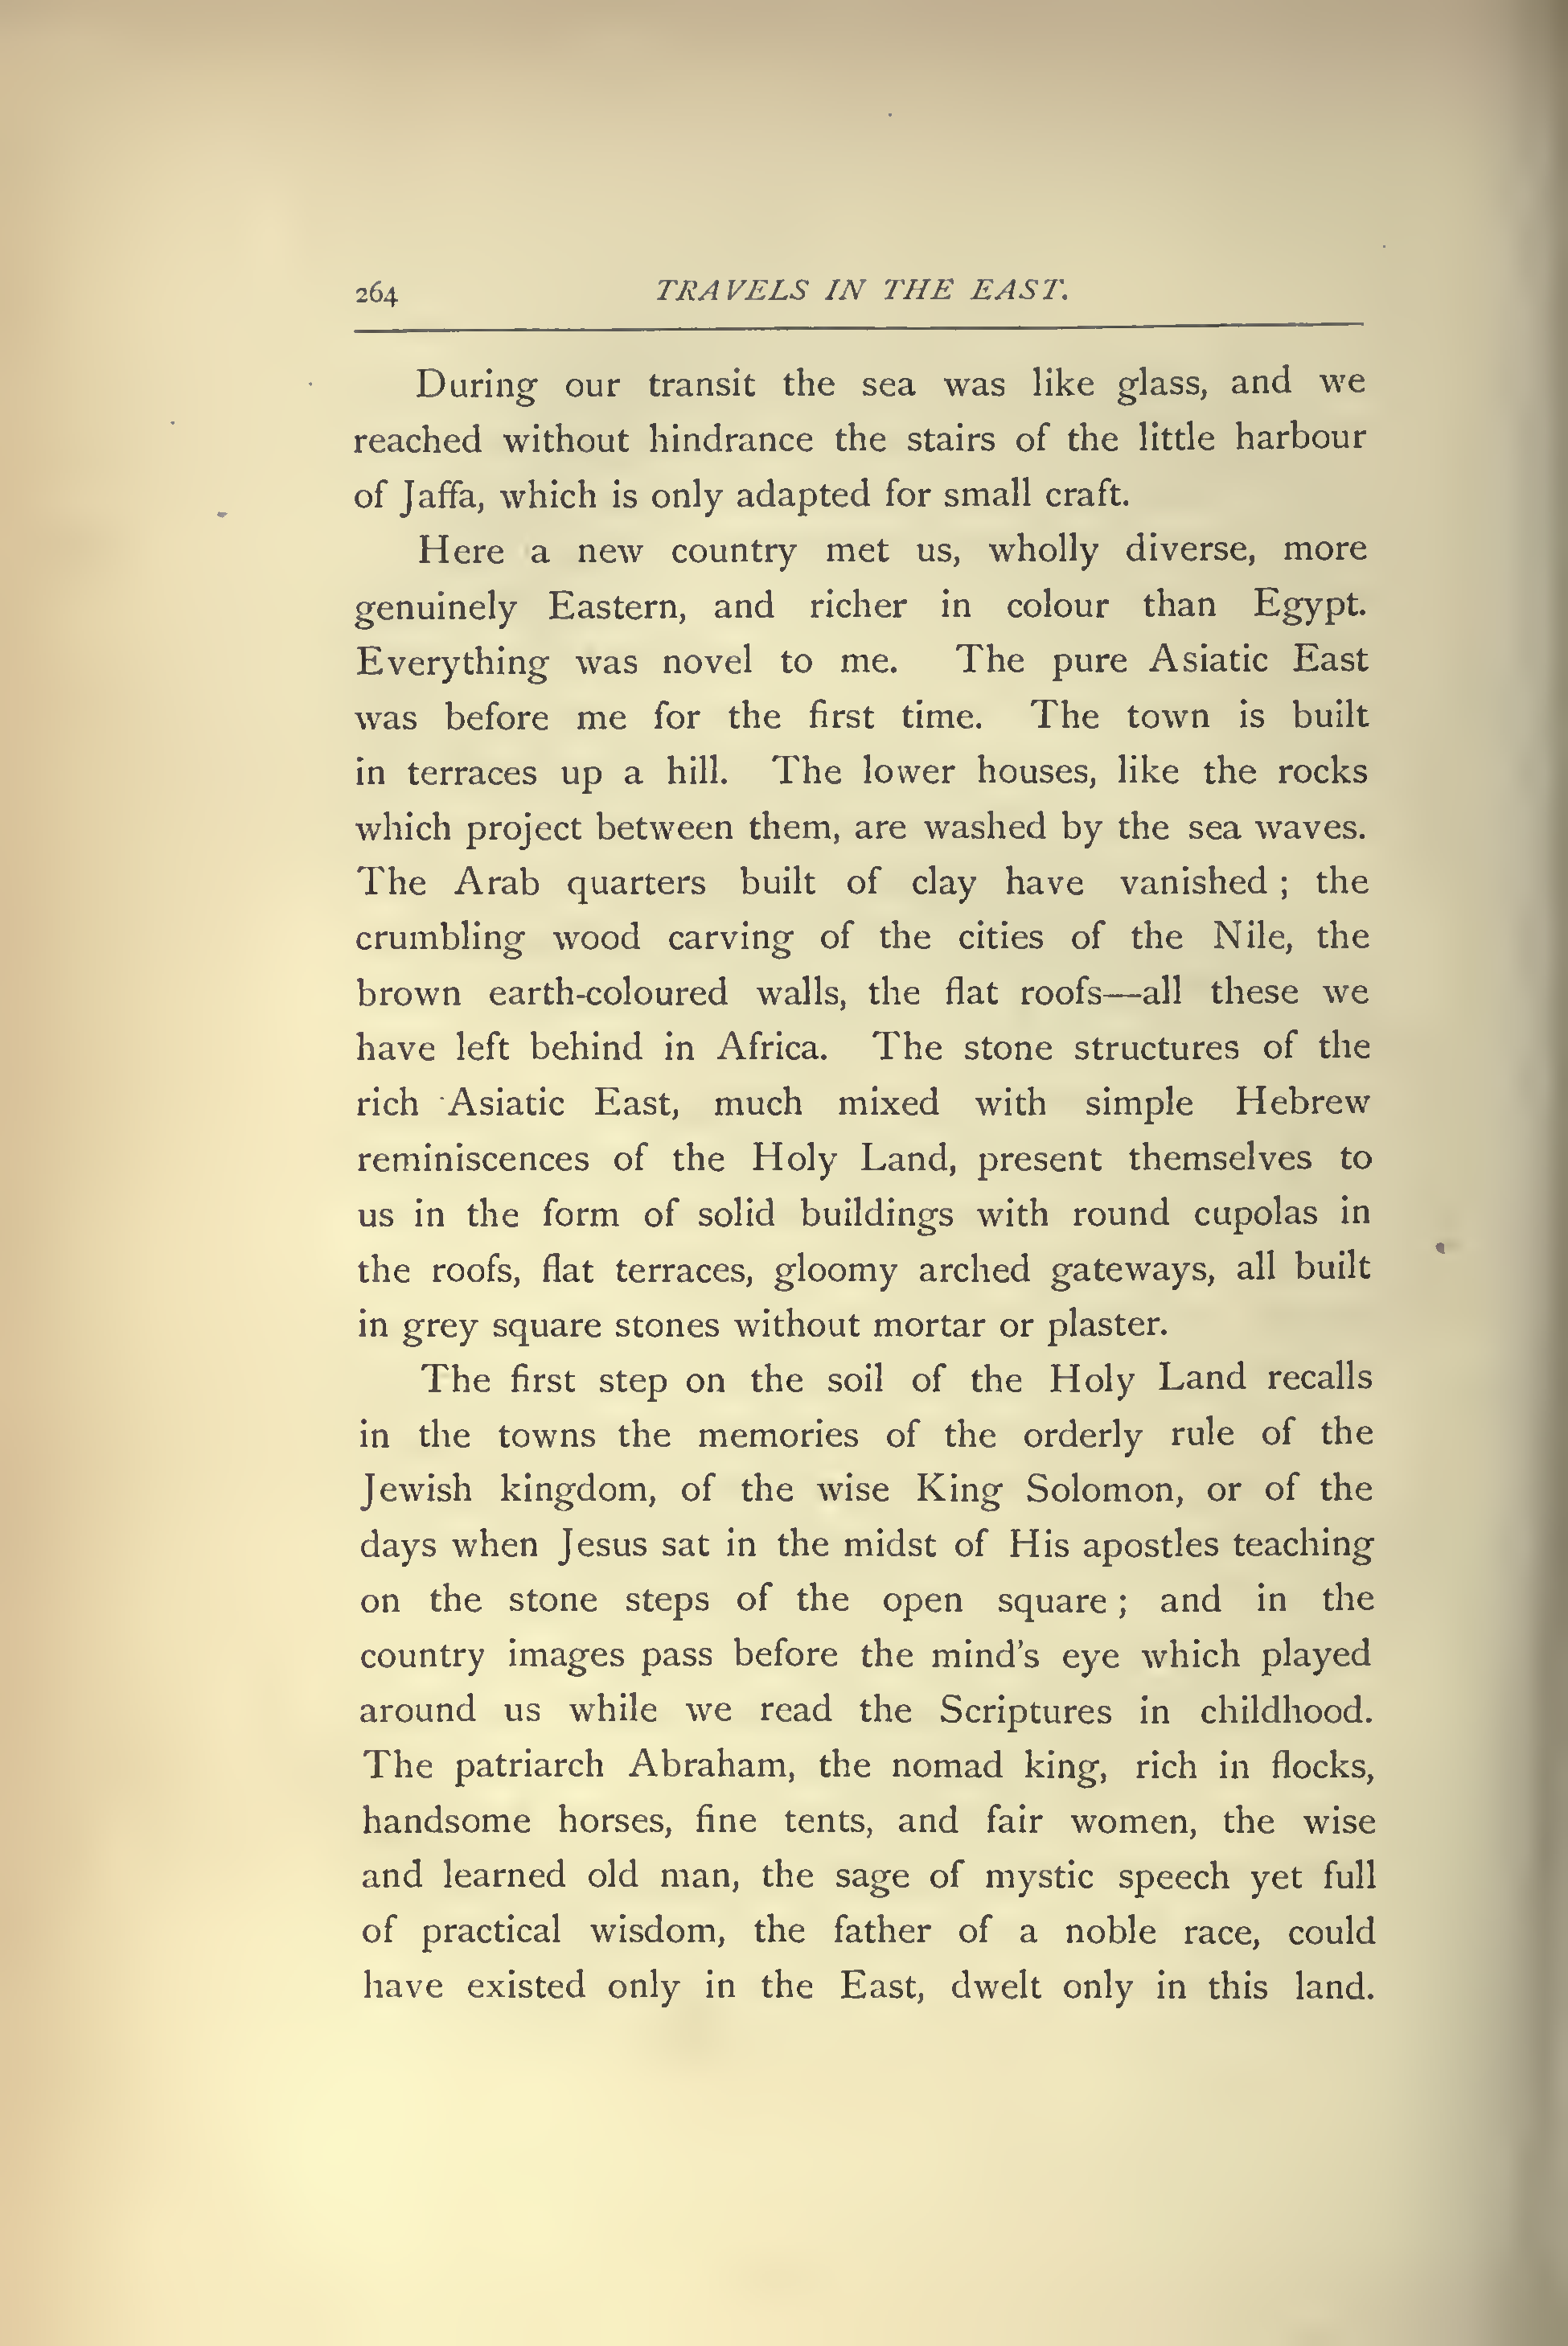 264 TRAVELS IN THE EAST.
During our transit the sea was like glass, and we
reached without hindrance the stairs of the little harbour
of Jaffa, which is only adapted for small craft.
Here a new country met us, wholly diverse, more
genuinely Eastern, and richer in colour than Egypt.
Everything was novel to me. The pure Asiatic East
was before me for the first time. The town is built
in terraces up a hill. The lower houses, like the rocks
which project between them, are washed by the sea waves.
The Arab quarters built of clay have vanished ; the
crumbling wood carving of the cities of the Nile, the
brown earth-coloured walls, the flat roofs—all these we
have left behind in Africa. The stone structures of the
rich Asiatic East, much mixed with simple Hebrew
reminiscences of the Holy Land, present themselves to
us in the form of solid buildings with round cupolas in
the roofs, flat terraces, gloomy arched gateways, all built
in grey square stones without mortar or plaster.
The first step on the soil of the Holy Land recalls
in the towns the memories of the orderly rule of the
Jewish kingdom, of the wise King Solomon, or of the
days when Jesus sat in the midst of His apostles teaching
on the stone steps of the open square ; and in the
country images pass before the mind's eye which played
around us while we read the Scriptures in childhood.
The patriarch Abraham, the nomad king, rich in flocks,
handsome horses, fine tents, and fair women, the wise
and learned old man, the sage of mystic speech yet full
of practical wisdom, the father of a noble race, could
have existed only in the East, dwelt only in this land.